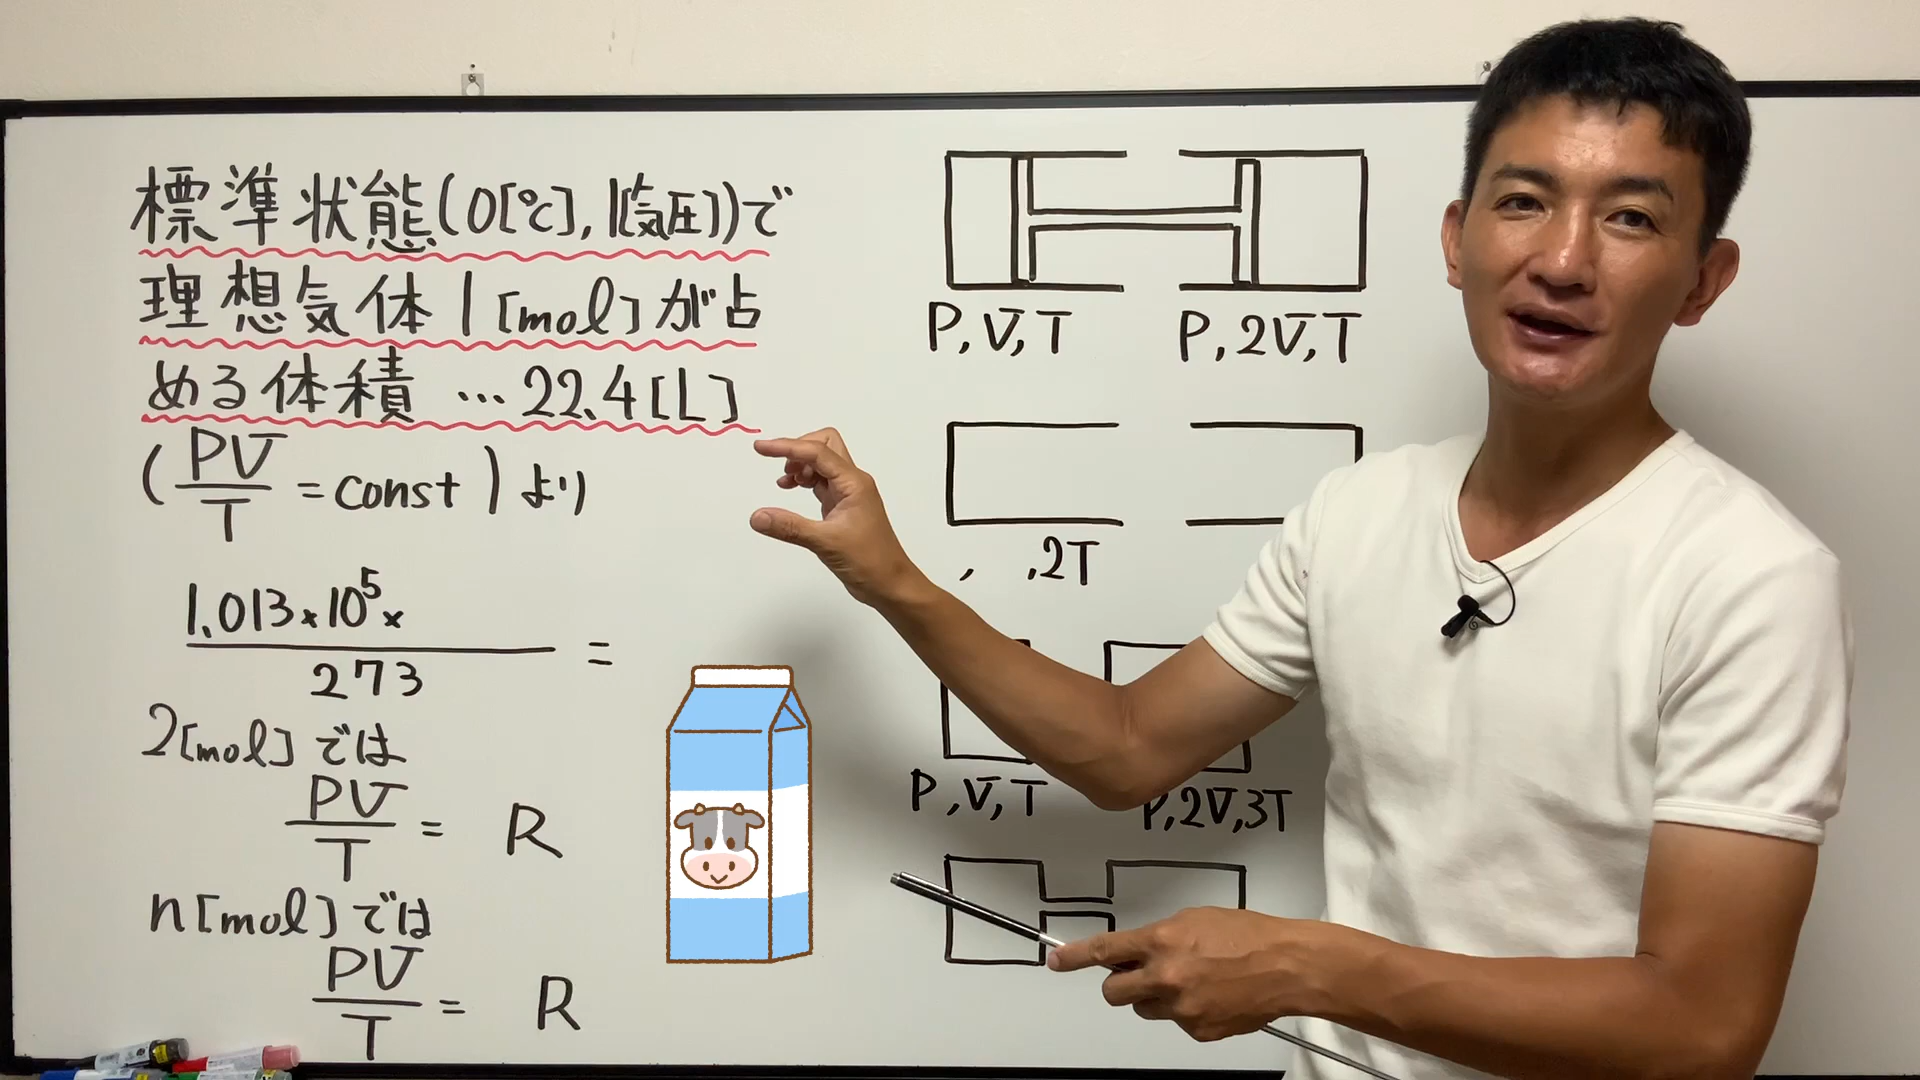 標準状態(0[℃],1[気圧])で
理想気体1[mol]が占
める体積…22.4[L]
(PV/T=const)より
1.013×10⁵×
273
=
2[mol]では
PV/T= R
n[mol]では
PV/T= R
P,V,T
P,2V,T
, ,2T
P,V,T
P,2V,3T